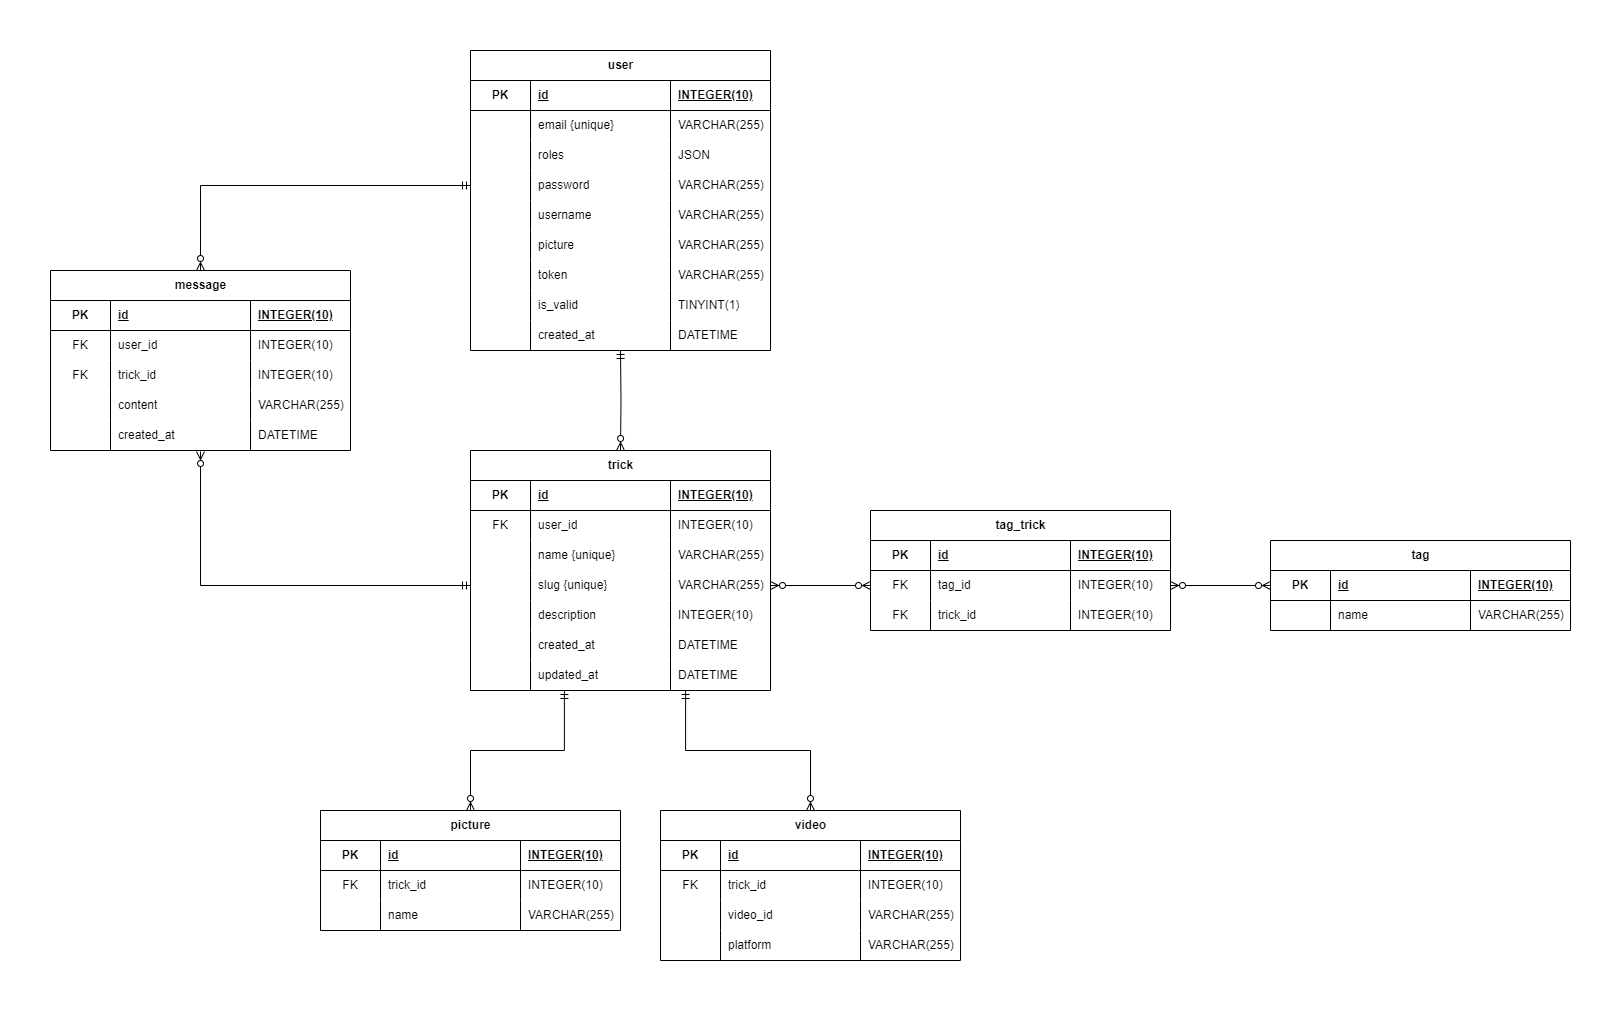 user
PK id INTEGER(10)
email {unique} VARCHAR(255)
roles JSON
password VARCHAR(255)
username VARCHAR(255)
picture VARCHAR(255)
token VARCHAR(255)
is_valid TINYINT(1)
created_at DATETIME
message
PK id INTEGER(10)
FK user_id INTEGER(10)
FK trick_id INTEGER(10)
content VARCHAR(255)
created_at DATETIME
trick
PK id INTEGER(10)
FK user_id INTEGER(10)
name {unique} VARCHAR(255)
slug {unique} VARCHAR(255)
description INTEGER(10)
created_at DATETIME
updated_at DATETIME
tag_trick
PK id INTEGER(10)
FK tag_id INTEGER(10)
FK trick_id INTEGER(10)
tag
PK id INTEGER(10)
name VARCHAR(255)
picture
PK id INTEGER(10)
FK trick_id INTEGER(10)
name VARCHAR(255)
video
PK id INTEGER(10)
FK trick_id INTEGER(10)
video_id VARCHAR(255)
platform VARCHAR(255)